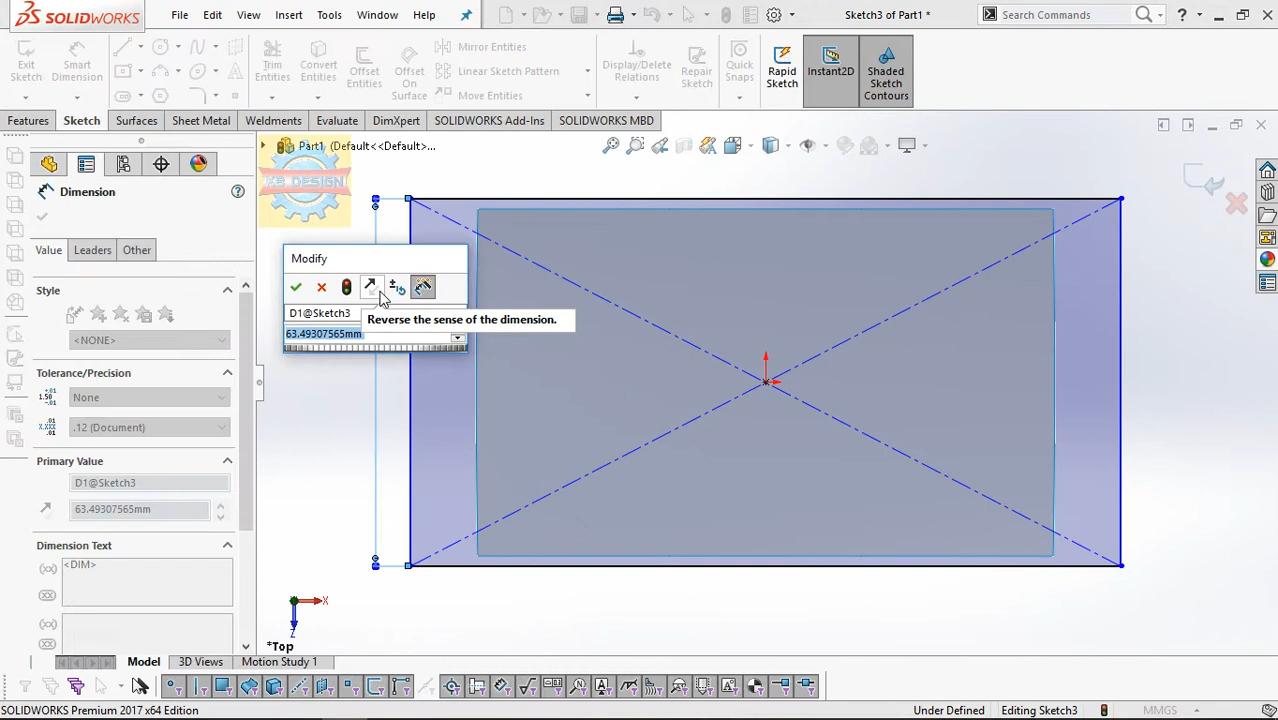 SOLIDWORKS
File
Edit
View
Insert
Tools
Window
Help
Sketch3 of Part1 *
Search Commands
?
Exit Sketch
Smart Dimension
Trim Entities
Convert Entities
Offset Entities
Offset On Surface
Mirror Entities
Linear Sketch Pattern
Move Entities
Display/Delete Relations
Repair Sketch
Quick Snaps
Rapid Sketch
Instant2D
Shaded Sketch Contours
Features
Sketch
Surfaces
Sheet Metal
Weldments
Evaluate
DimXpert
SOLIDWORKS Add-Ins
SOLIDWORKS MBD
Part1 (Default<<Default>...
KB DESIGN
Dimension
Value
Leaders
Other
Style
<NONE>
Tolerance/Precision
None
.12 (Document)
Primary Value
D1@Sketch3
63.49307565mm
Dimension Text
<DIM>
Modify
D1@Sketch3
63.49307565mm
Reverse the sense of the dimension.
X
Z
*Top
Model
3D Views
Motion Study 1
SOLIDWORKS Premium 2017 x64 Edition
Under Defined
Editing Sketch3
MMGS